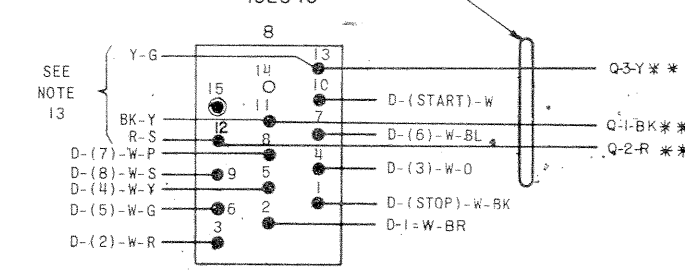 8
Y-G
13
Q-3-Y**
SEE
NOTE
13
14
15
10
D-(START)-W
11
7
BK-Y
Q-1-BK**
R-S
12
8
D-(6)-W-BL
Q-2-R **
D-(7)-W-P
4
D-(8)-W-S
9
5
D-(3)-W-O
D-(4)-W-Y
1
D-(STOP)-W-BK
D-(5)-W-G
6
2
D-1=W-BR
3
D-(2)-W-R